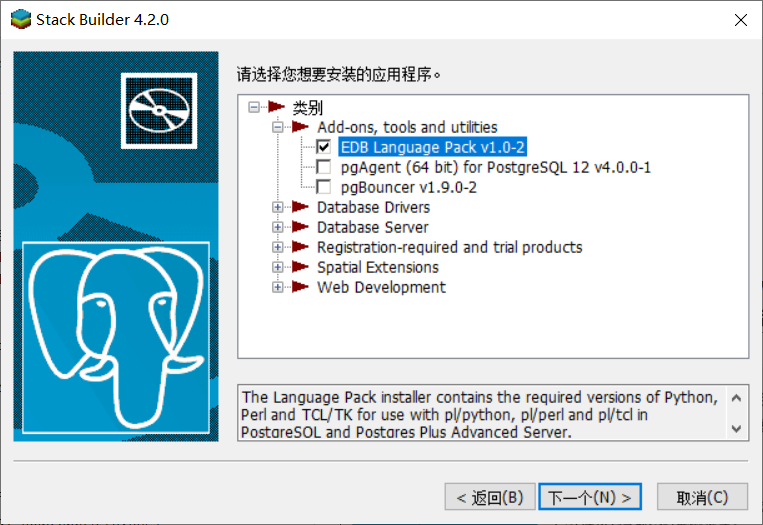 Stack Builder 4.2.0
请选择您想要安装的应用程序。
类别
Add-ons, tools and utilities
EDB Language Pack v1.0-2
pgAgent (64 bit) for PostgreSQL 12 v4.0.0-1
pgBouncer v1.9.0-2
Database Drivers
Database Server
Registration-required and trial products
Spatial Extensions
Web Development
The Language Pack installer contains the required versions of Python,
Perl and TCL/TK for use with pl/python, pl/perl and pl/tcl in
PostgreSQL and Postgres Plus Advanced Server.
< 返回(B)
下一个(N) >
取消(C)